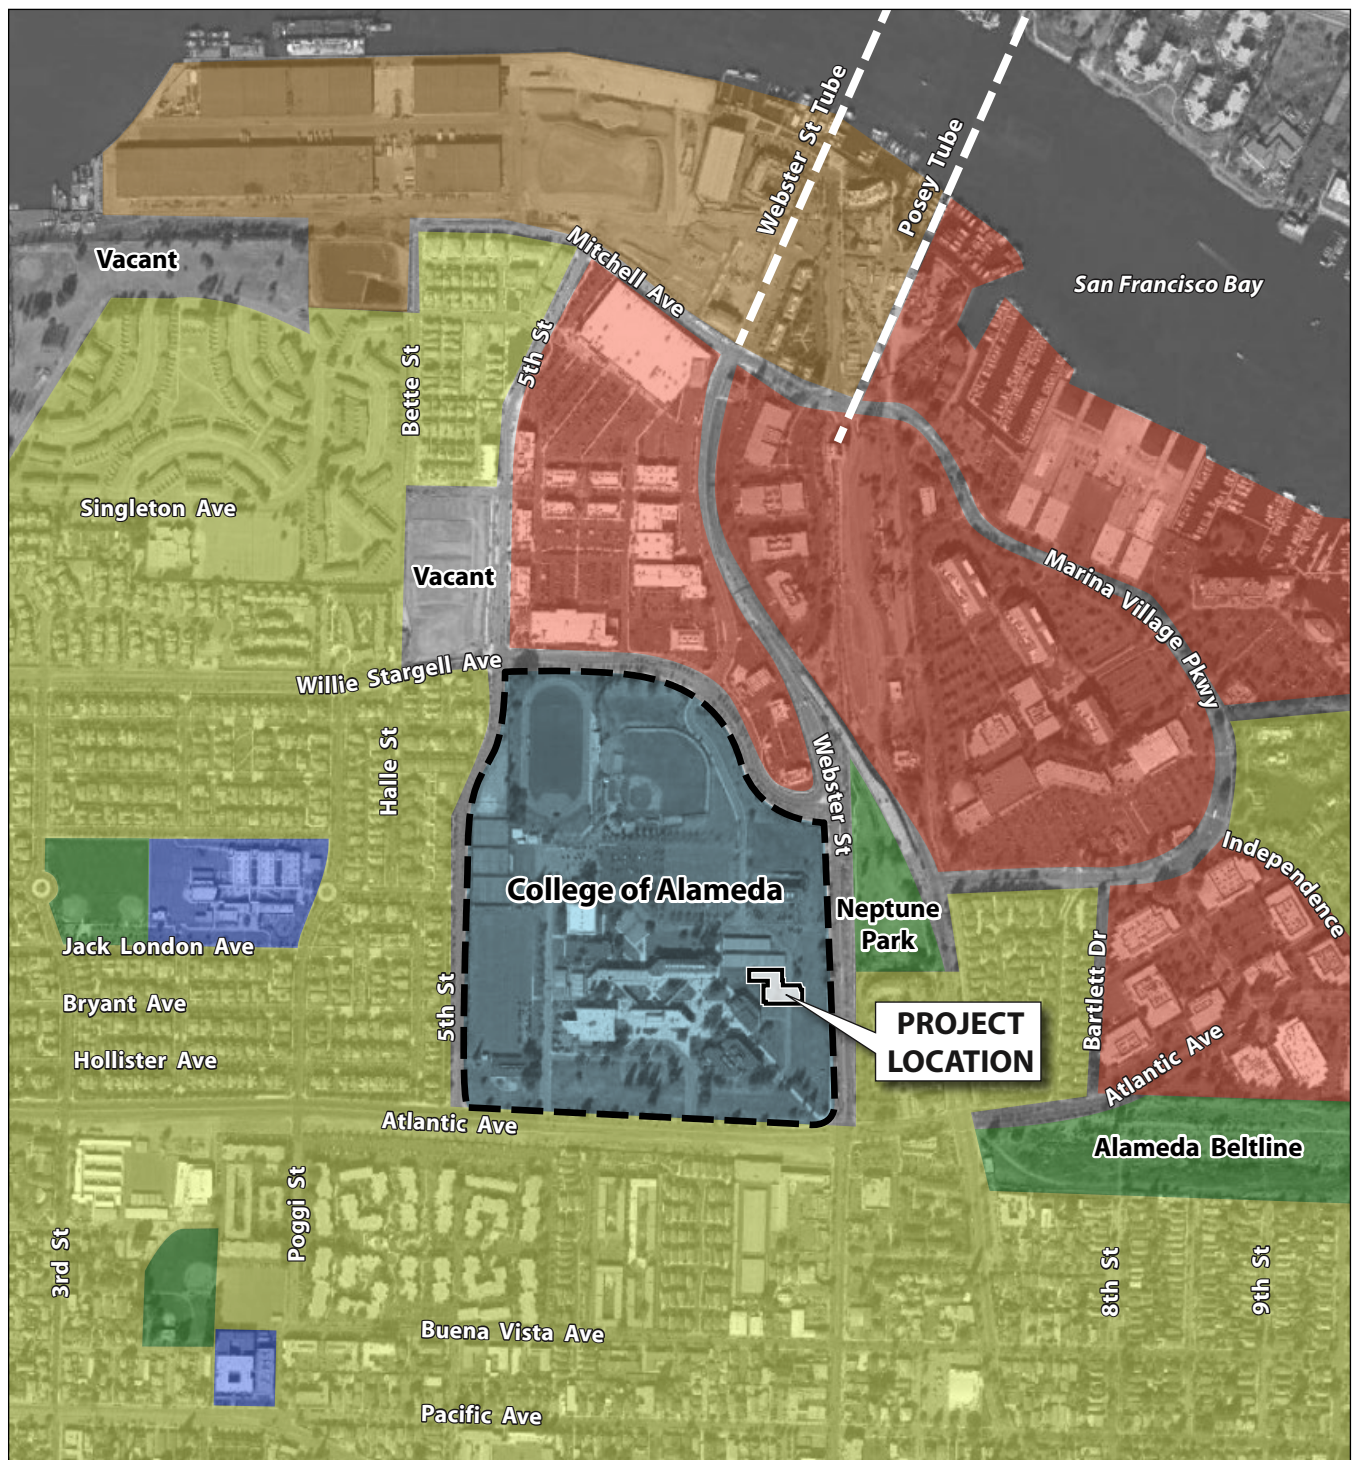 Webster St Tube
Posey Tube
Vacant
Mitchell Ave
San Francisco Bay
5th St
Bette St
Singleton Ave
Vacant
Marina Village Pkwy
Willie Stargell Ave
Halle St
Webster St
Independence
College of Alameda
Neptune
Park
Jack London Ave
Bartlett Dr
Bryant Ave
5th St
PROJECT
LOCATION
Hollister Ave
Atlantic Ave
Atlantic Ave
Alameda Beltline
Poggi St
3rd St
8th St
9th St
Buena Vista Ave
Pacific Ave